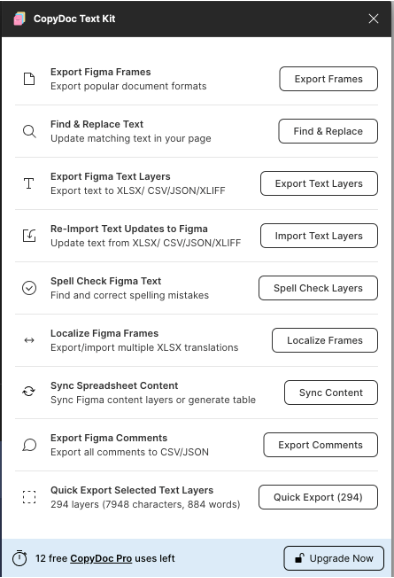 CopyDoc Text Kit
Export Figma Frames
Export popular document formats
Export Frames
Find & Replace Text
Update matching text in your page
Find & Replace
Export Figma Text Layers
Export text to XLSX/ CSV/JSON/XLIFF
Export Text Layers
Re-Import Text Updates to Figma
Update text from XLSX/ CSV/JSON/XLIFF
Import Text Layers
Spell Check Figma Text
Find and correct spelling mistakes
Spell Check Layers
Localize Figma Frames
Export/import multiple XLSX translations
Localize Frames
Sync Spreadsheet Content
Sync Figma content layers or generate table
Sync Content
Export Figma Comments
Export all comments to CSV/JSON
Export Comments
Quick Export Selected Text Layers
294 layers (7948 characters, 884 words)
Quick Export (294)
12 free CopyDoc Pro uses left
Upgrade Now